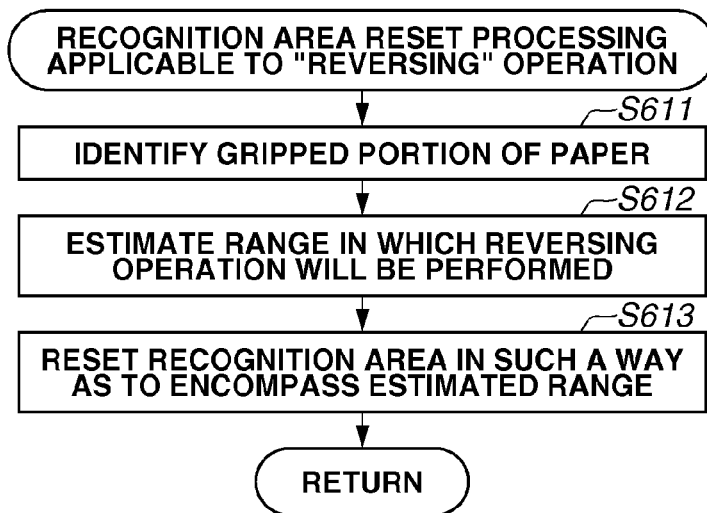 RECOGNITION AREA RESET PROCESSING
APPLICABLE TO "REVERSING" OPERATION
S611
IDENTIFY GRIPPED PORTION OF PAPER
S612
ESTIMATE RANGE IN WHICH REVERSING
OPERATION WILL BE PERFORMED
S613
RESET RECOGNITION AREA IN SUCH A WAY
AS TO ENCOMPASS ESTIMATED RANGE
RETURN